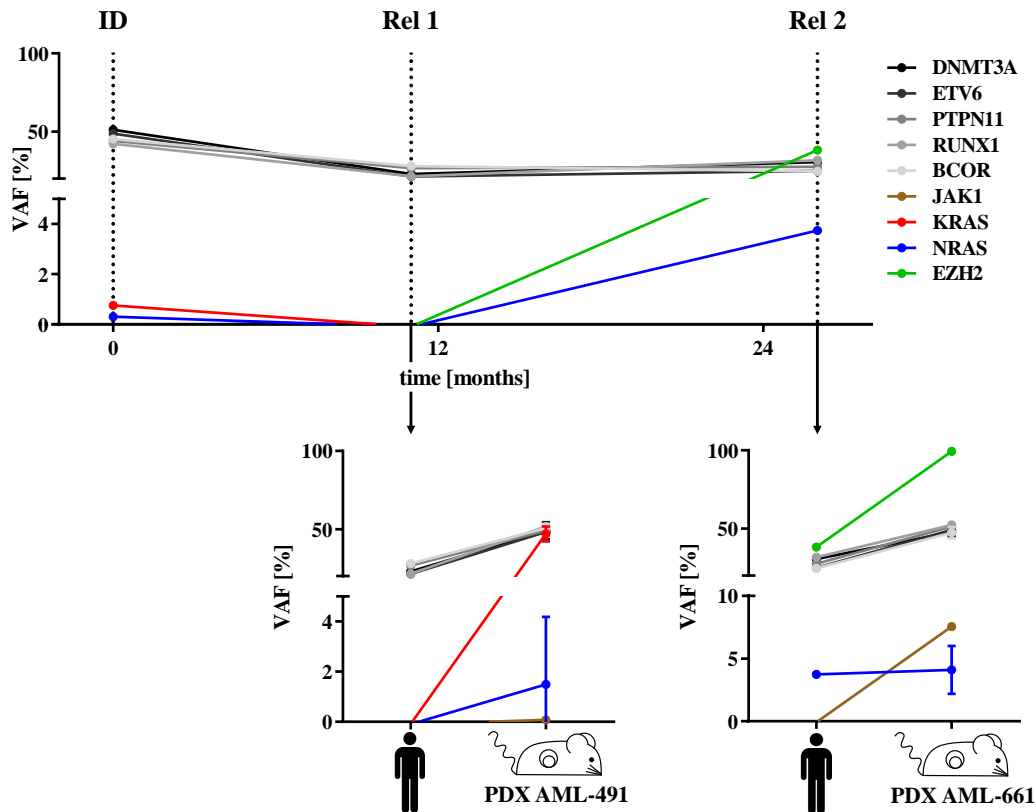 ID Rel 1 Rel 2
100
50
4
2
0
VAF [%]
0 12 24
time [months]
DNMT3A
ETV6
PTPN11
RUNX1
BCOR
JAK1
KRAS
NRAS
EZH2
100
50
4
2
0
VAF [%]
PDX AML-491
100
50
10
5
0
VAF [%]
PDX AML-661